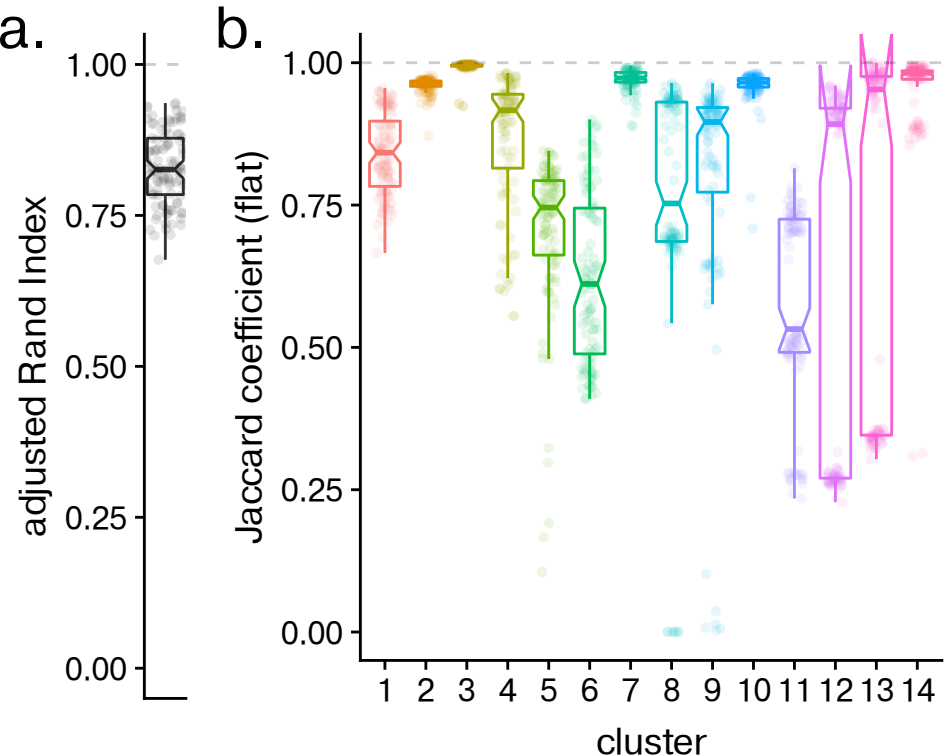 a.
adjusted Rand Index
1.00
0.75
0.50
0.25
0.00
b.
Jaccard coefficient (flat)
1.00
0.75
0.50
0.25
0.00
1 2 3 4 5 6 7 8 9 10 11 12 13 14
cluster